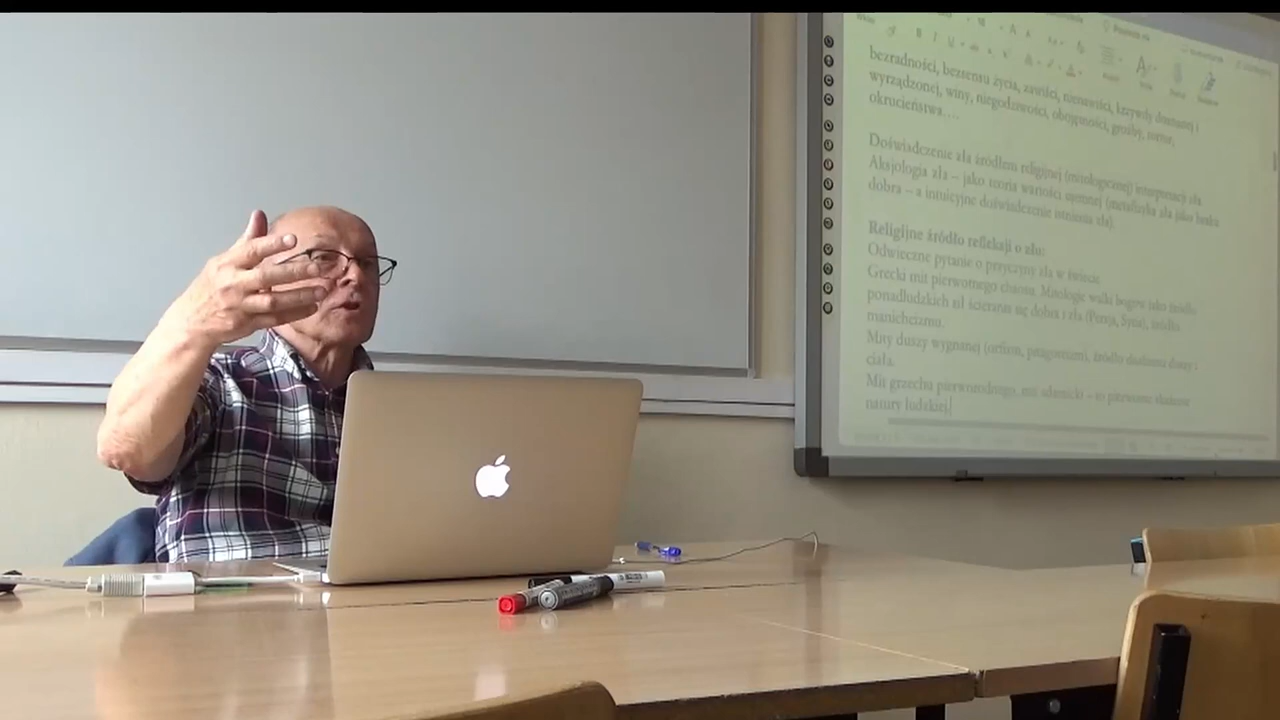 bezradności, bezsensu życia, zawiści, nienawiści, krzywdy doznanej i
wyrządzonej, winy, niegodziwości, obojętności, groźby, tortur,
okrucieństwa…
Doświadczenie zła źródłem religijnej (mitologicznej) interpretacji zła
Aksjologia zła – jako teoria wartości ujemnej (metafizyka zła jako braku
dobra – a intuicyjne doświadczenie istnienia zła).
Religijne źródło refleksji o złu:
Odwieczne pytanie o przyczyny zła w świecie
Grecki mit pierwotnego chaosu. Mitologie walki bogów jako źródło
ponadludzkich sił ścierania się dobra i zła (Persja, Syria), źródła
manicheizmu.
Mity duszy wygnanej (orfizm, pitagoreizm, źródło dualizmu duszy i
ciała.
Mit grzechu pierworodnego, mit adamicki – to pierwotne skażenie
natury ludzkiej.